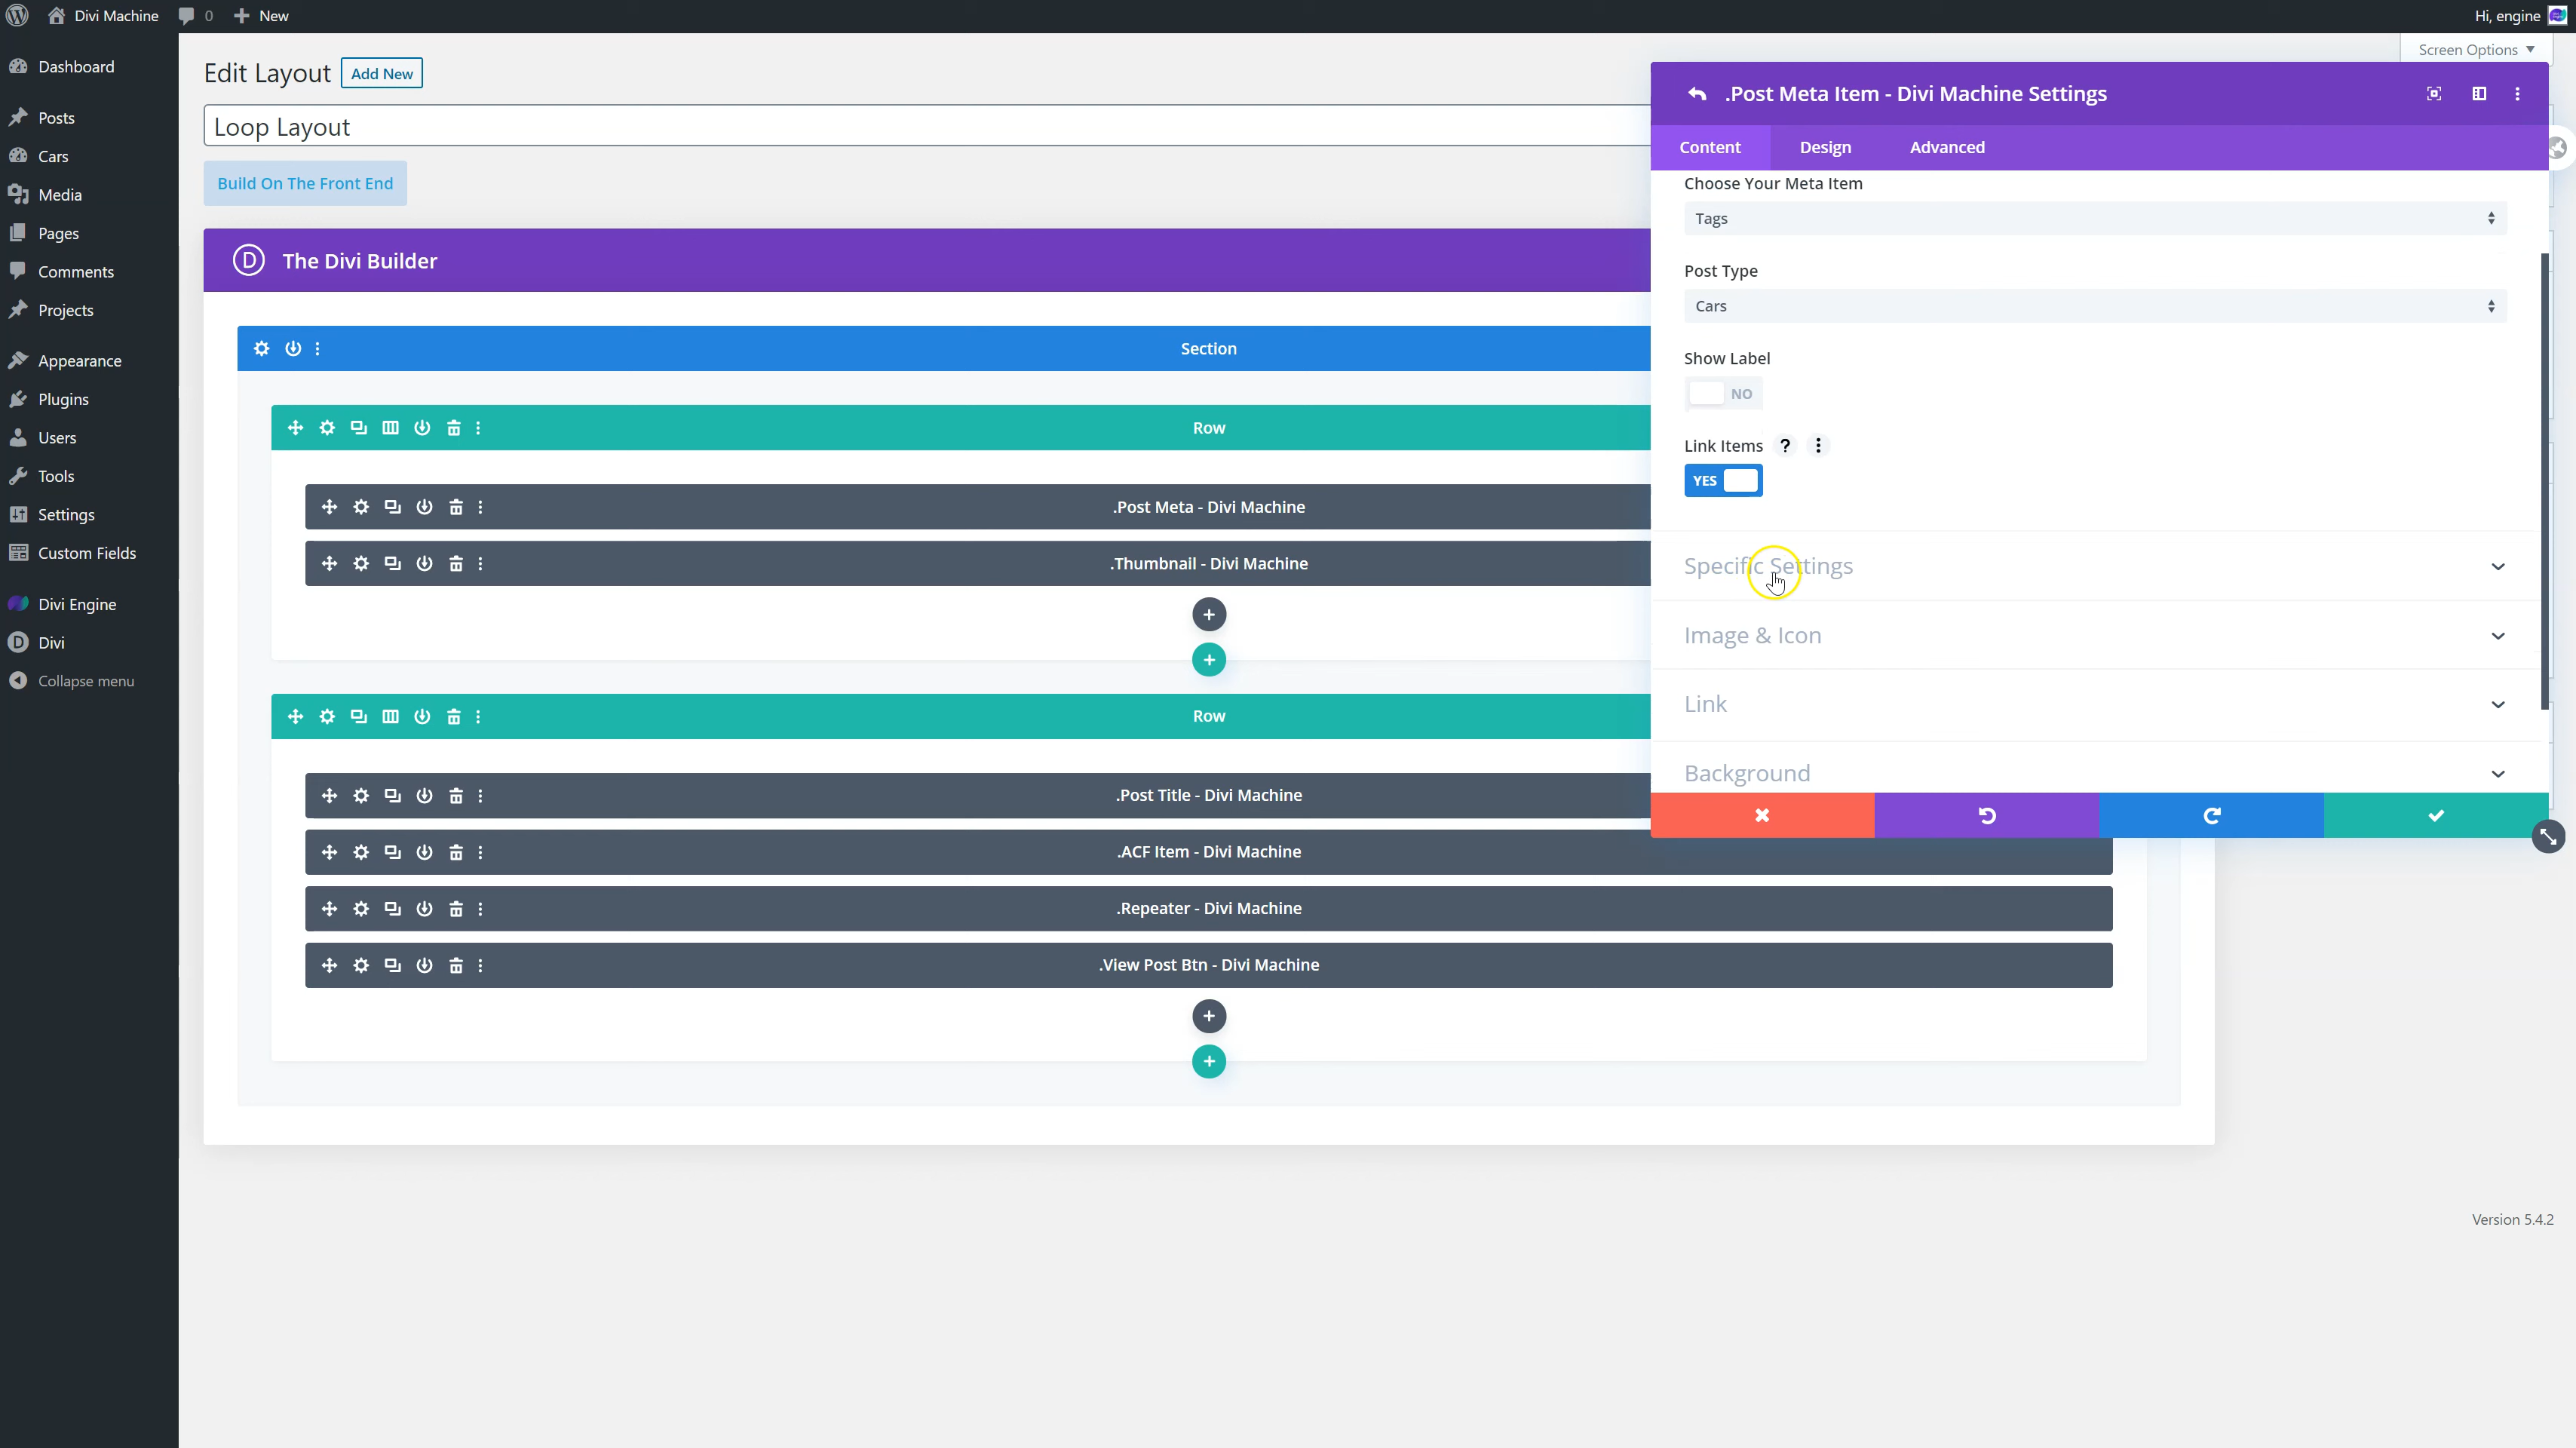 Divi Machine
0
New
Hi, engine
Dashboard
Posts
Cars
Media
Pages
Comments
Projects
Appearance
Plugins
Users
Tools
Settings
Custom Fields
Divi Engine
Divi
Collapse menu
Screen Options
Edit Layout
Add New
Loop Layout
Build On The Front End
The Divi Builder
Section
Row
.Post Meta - Divi Machine
.Thumbnail - Divi Machine
Row
.Post Title - Divi Machine
.ACF Item - Divi Machine
.Repeater - Divi Machine
.View Post Btn - Divi Machine
.Post Meta Item - Divi Machine Settings
Content
Design
Advanced
Choose Your Meta Item
Tags
Post Type
Cars
Show Label
NO
Link Items
YES
Specific Settings
Image & Icon
Link
Background
Version 5.4.2